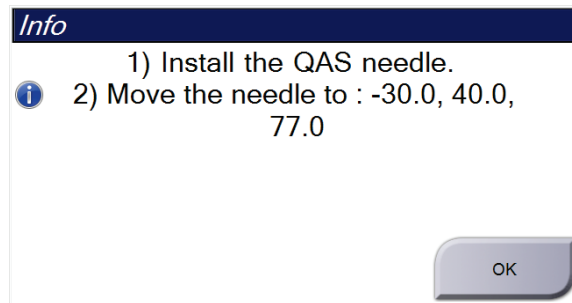 Info
1) Install the QAS needle.
2) Move the needle to : -30.0, 40.0,
77.0
OK